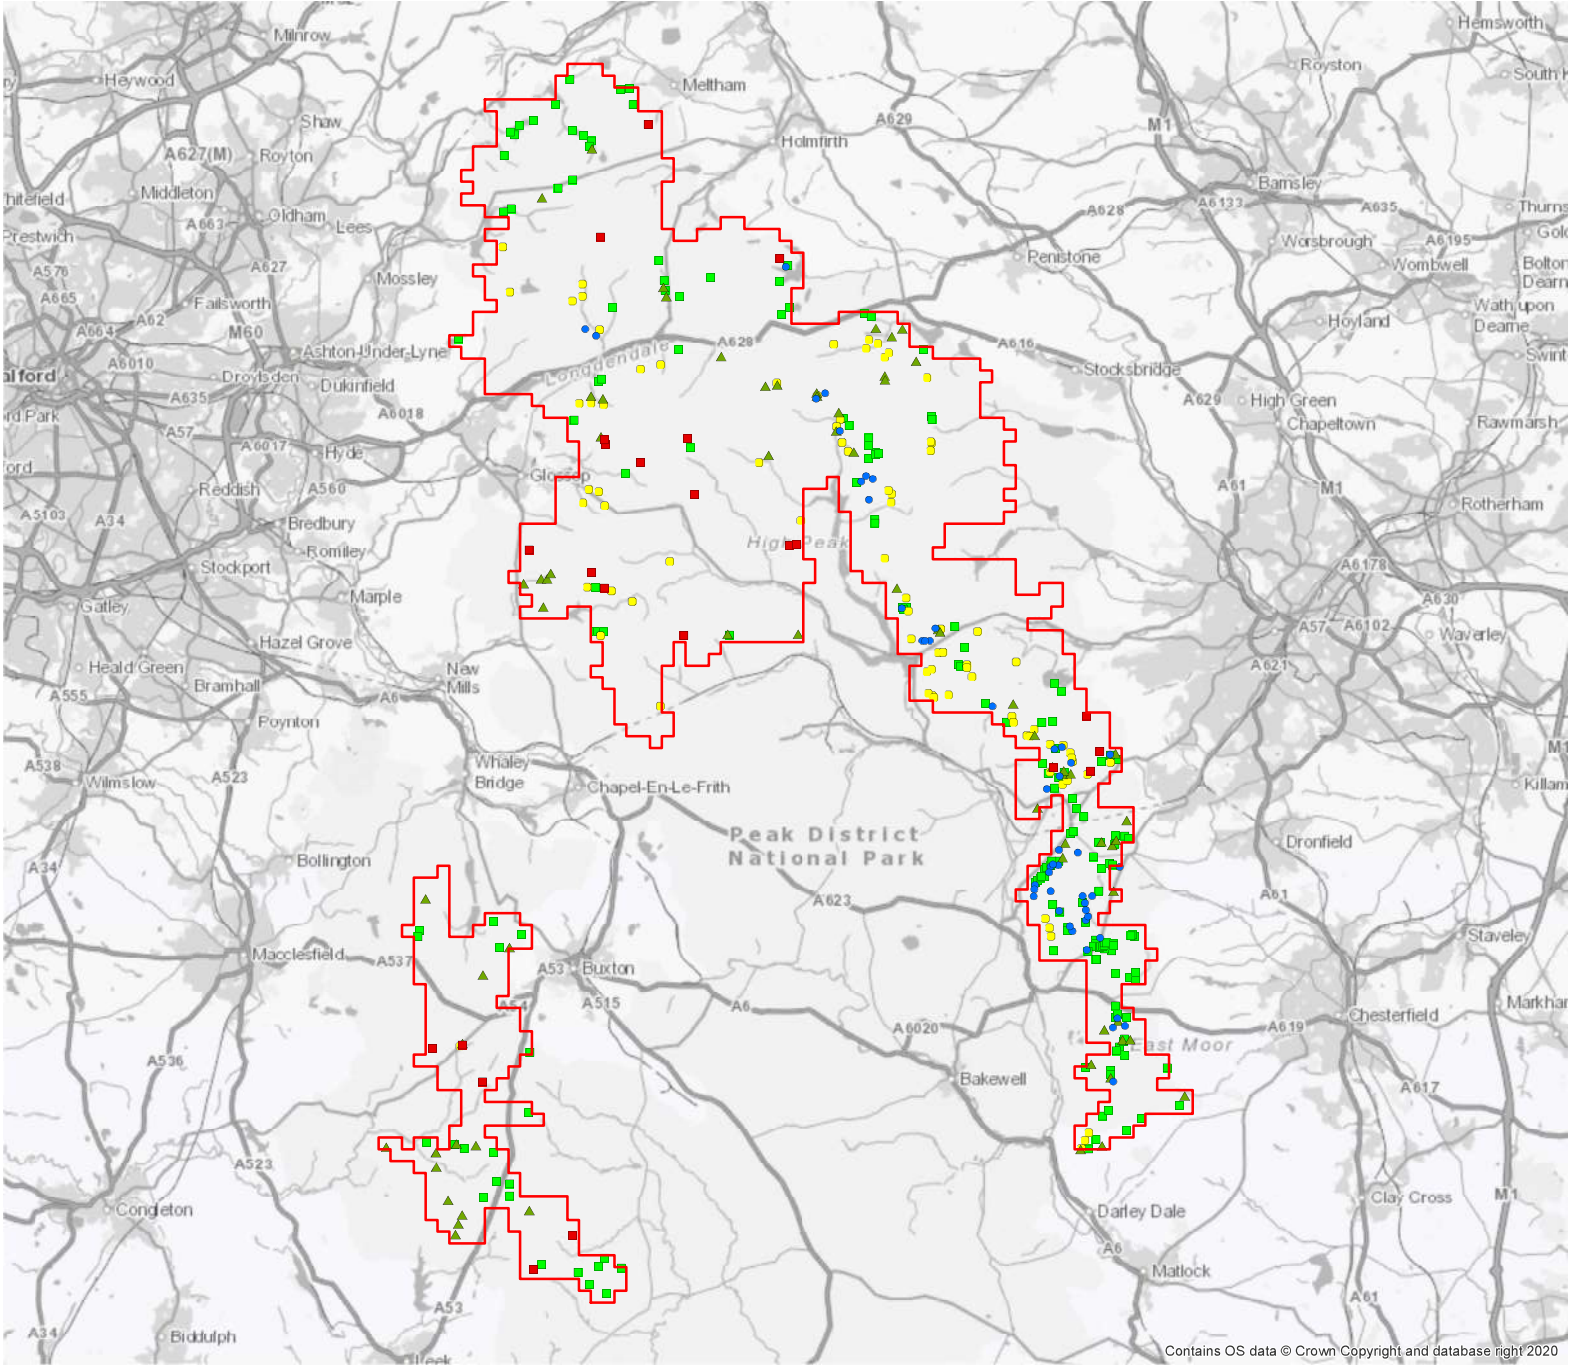 Milnrow
Hemsworth
Heywood
Meltham
Royston
South K
Shaw
A629
M1
Holmfirth
A627(M)
Royton
Whitefield
Middleton
Barnsley
Oldham
Lees
A628
A6133
A635
Thurns
Prestwich
A663
Gol
Worsbrough
A6195
A576
A627
Mossley
Penistone
Wombwell
Bolton
Dearn
A665
Failsworth
Wath upon
Dearne
A62
A664
M60
Hoyland
A628
A616
Ashton-Under-Lyne
Longdendale
Swint
A6010
alford
Droylsden
Dukinfield
Stocksbridge
A635
A6018
A629
High Green
ord Park
A57
Chapeltown
Rawmarsh
A6017
Hyde
ford
Glossop
Reddish
A560
A61
M1
Rotherham
A5103
A34
Bredbury
High Peak
Romiley
Stockport
A6178
Marple
Gatley
A630
A57
A6102
Waverley
Hazel Grove
Heald Green
A621
New
Mills
Bramhall
A555
A6
Poynton
M1
A538
Whaley
Bridge
A523
Wilmslow
Chapel-En-Le-Frith
Killam
Peak District
National Park
Dronfield
Bollington
A34
A623
A61
Staveley
Macclesfield
A537
A53
Buxton
A54
A515
A6
Markhar
Chesterfield
A6020
A619
East Moor
A536
Bakewell
A617
A523
Clay Cross
M1
Congleton
Darley Dale
A6
Matlock
A61
A53
A34
Biddulph
Leek
Contains OS data © Crown Copyright and database right 2020